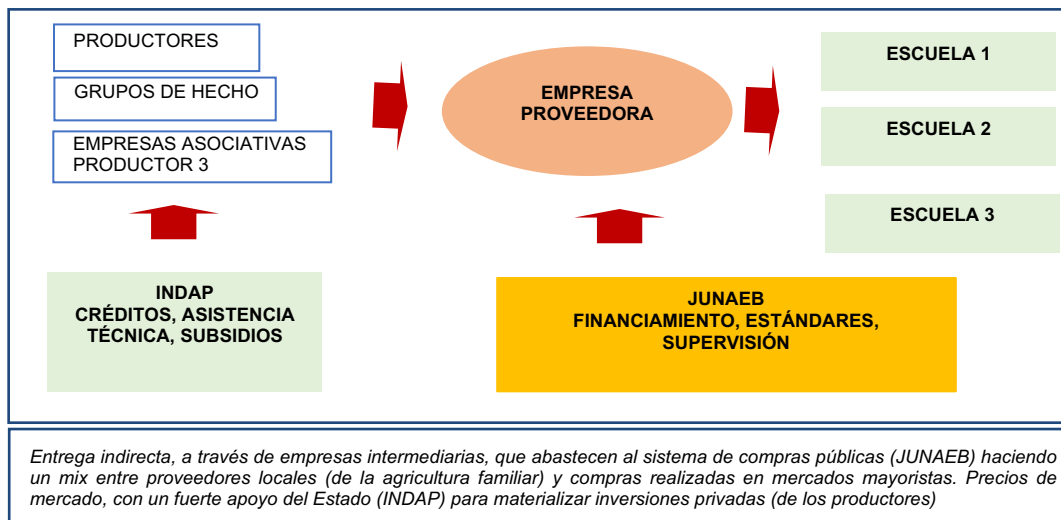 PRODUCTORES
GRUPOS DE HECHO
EMPRESAS ASOCIATIVAS
PRODUCTOR 3
EMPRESA
PROVEEDORA
ESCUELA 1
ESCUELA 2
ESCUELA 3
INDAP
CRÉDITOS, ASISTENCIA
TÉCNICA, SUBSIDIOS
JUNAEB
FINANCIAMIENTO, ESTÁNDARES,
SUPERVISIÓN
Entrega indirecta, a través de empresas intermediarias, que abastecen al sistema de compras públicas (JUNAEB) haciendo
un mix entre proveedores locales (de la agricultura familiar) y compras realizadas en mercados mayoristas. Precios de
mercado, con un fuerte apoyo del Estado (INDAP) para materializar inversiones privadas (de los productores)